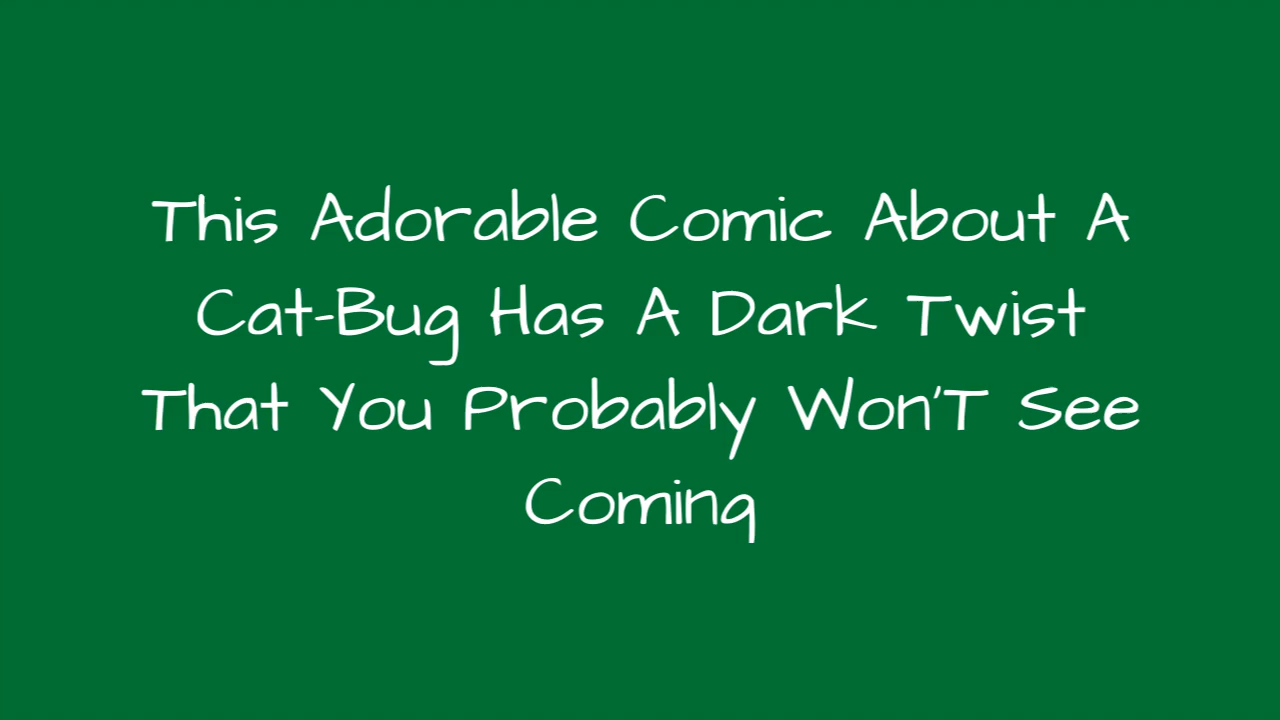 This Adorable Comic About A
Cat-Bug Has A Dark Twist
That You Probably Won'T See
Coming